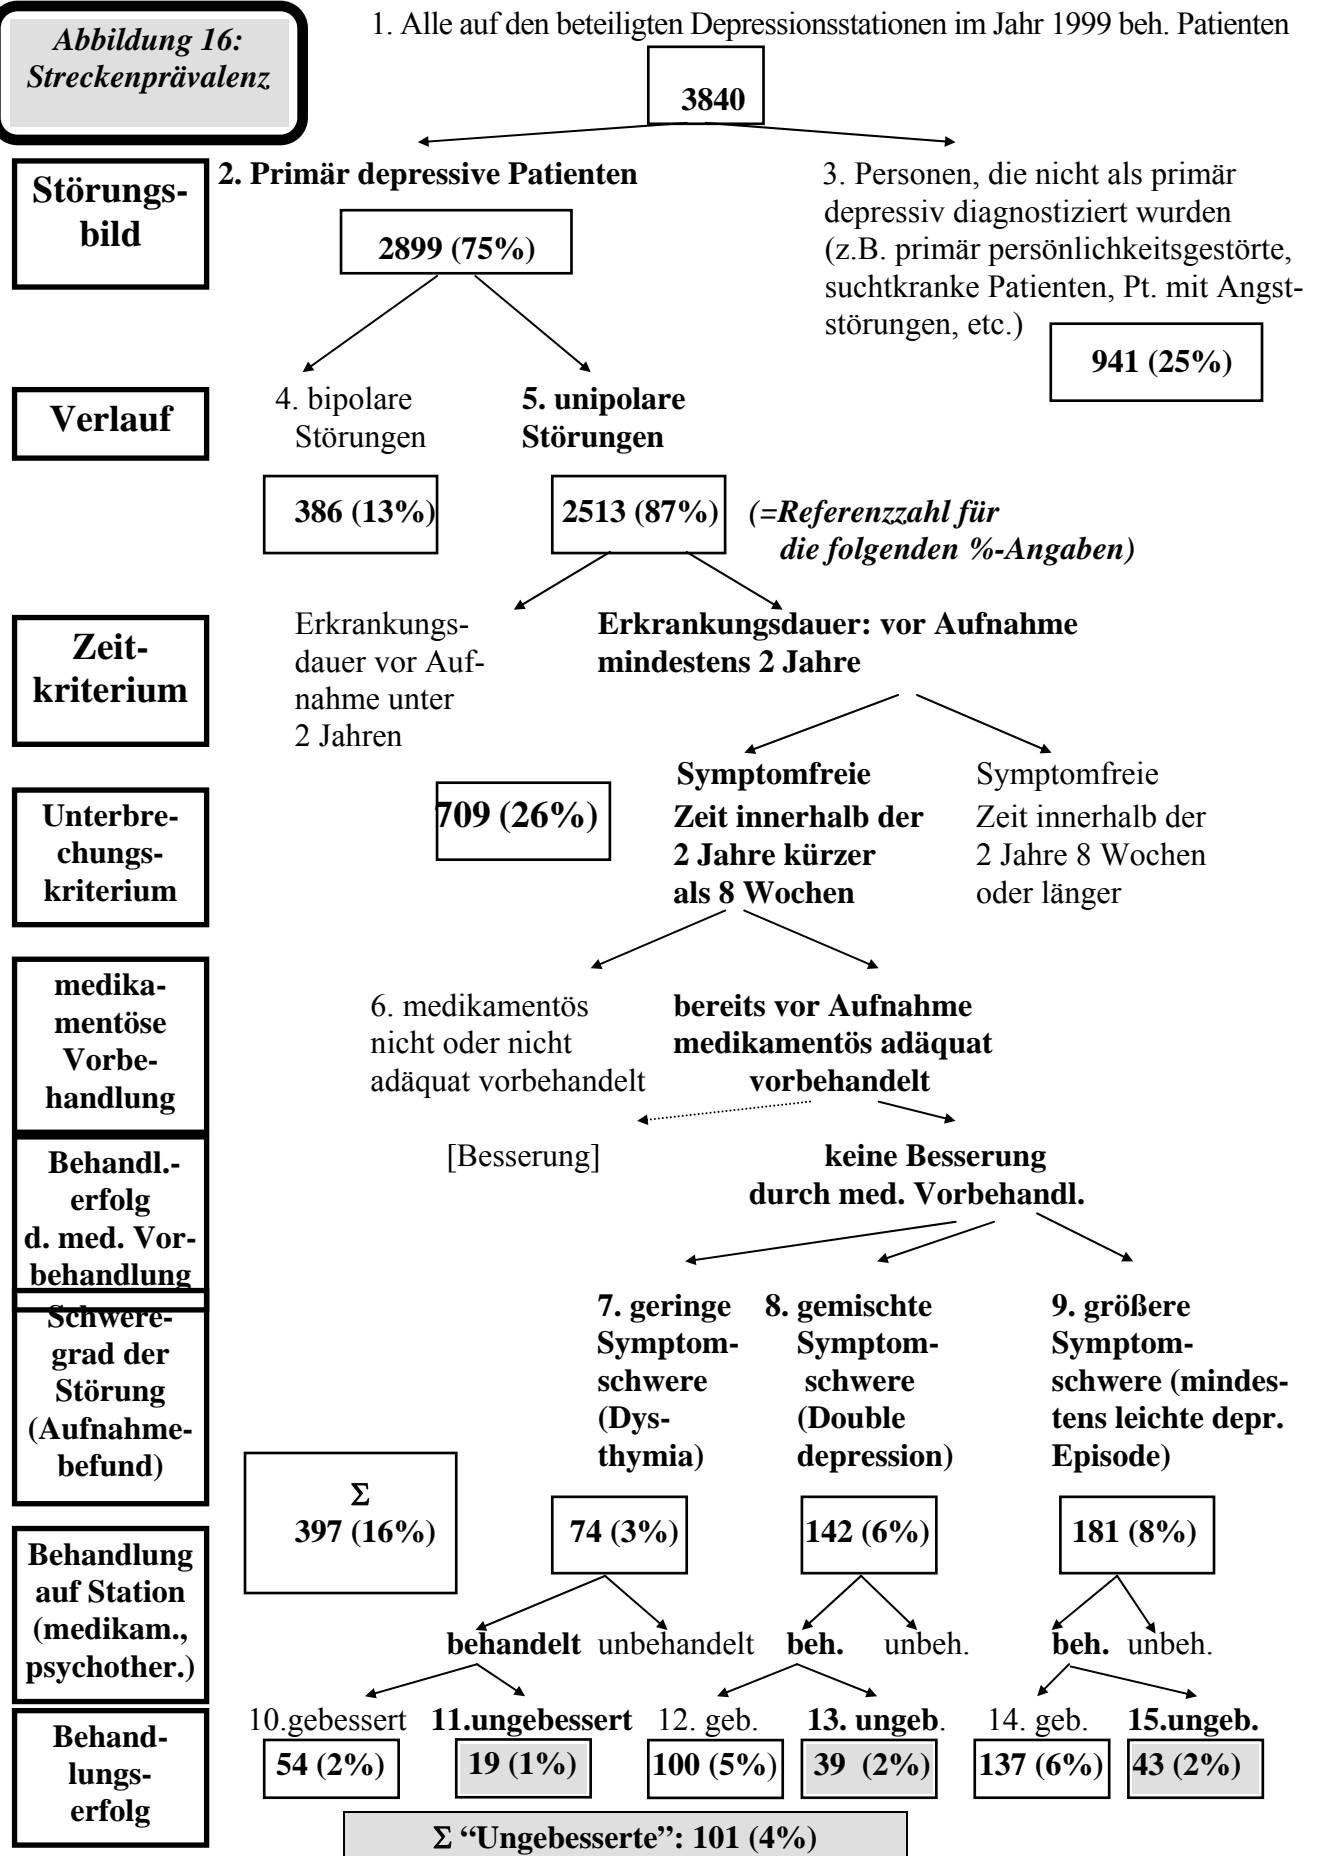 Abbildung 16:
Streckenprävalenz
1. Alle auf den beteiligten Depressionsstationen im Jahr 1999 beh. Patienten
3840
Störungs-
bild
2. Primär depressive Patienten
2899 (75%)
3. Personen, die nicht als primär
depressiv diagnostiziert wurden
(z.B. primär persönlichkeitsgestörte,
suchtkranke Patienten, Pt. mit Angst-
störungen, etc.)
941 (25%)
Verlauf
4. bipolare
Störungen
386 (13%)
5. unipolare
Störungen
2513 (87%)
(=Referenzzahl für
die folgenden %-Angaben)
Zeit-
kriterium
Erkrankungs-
dauer vor Auf-
nahme unter
2 Jahren
709 (26%)
Erkrankungsdauer: vor Aufnahme
mindestens 2 Jahre
Unterbre-
chungs-
kriterium
Symptomfreie
Zeit innerhalb der
2 Jahre kürzer
als 8 Wochen
Symptomfreie
Zeit innerhalb der
2 Jahre 8 Wochen
oder länger
medika-
mentöse
Vorbe-
handlung
6. medikamentös
nicht oder nicht
adäquat vorbehandelt
bereits vor Aufnahme
medikamentös adäquat
vorbehandelt
Behandl.-
erfolg
d. med. Vor-
behandlung
[Besserung]
keine Besserung
durch med. Vorbehandl.
Schwere-
grad der
Störung
(Aufnahme-
befund)
7. geringe
Symptom-
schwere
(Dys-
thymia)
8. gemischte
Symptom-
schwere
(Double
depression)
9. größere
Symptom-
schwere (mindes-
tens leichte depr.
Episode)
Σ
397 (16%)
74 (3%)
142 (6%)
181 (8%)
Behandlung
auf Station
(medikam.,
psychother.)
behandelt unbehandelt
beh. unbeh.
beh. unbeh.
Behand-
lungs-
erfolg
10.gebessert
54 (2%)
11.ungebessert
19 (1%)
12. geb.
100 (5%)
13. ungeb.
39 (2%)
14. geb.
137 (6%)
15.ungeb.
43 (2%)
Σ “Ungebesserte”: 101 (4%)